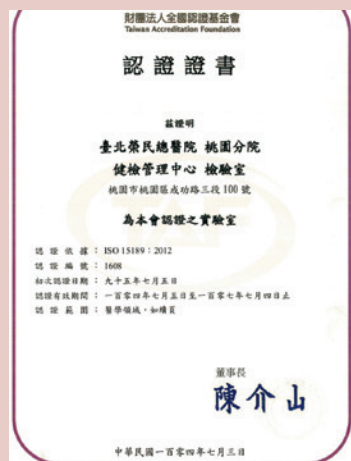 財團法人全國認證基金會
Taiwan Accreditation Foundation
認證證書
茲證明
臺北榮民總醫院 桃園分院
健檢管理中心 檢驗室
桃園市桃園區成功路三段 100 號
為本會認證之實驗室
認證依據：ISO 15189：2012
認證編號：1608
初次認證日期：九十五年七月五日
認證有效期間：一百零四年七月五日至一百零七年七月四日止
認證範圍：醫學領域，如續頁
董事長
陳介山
中華民國一百零四年七月三日